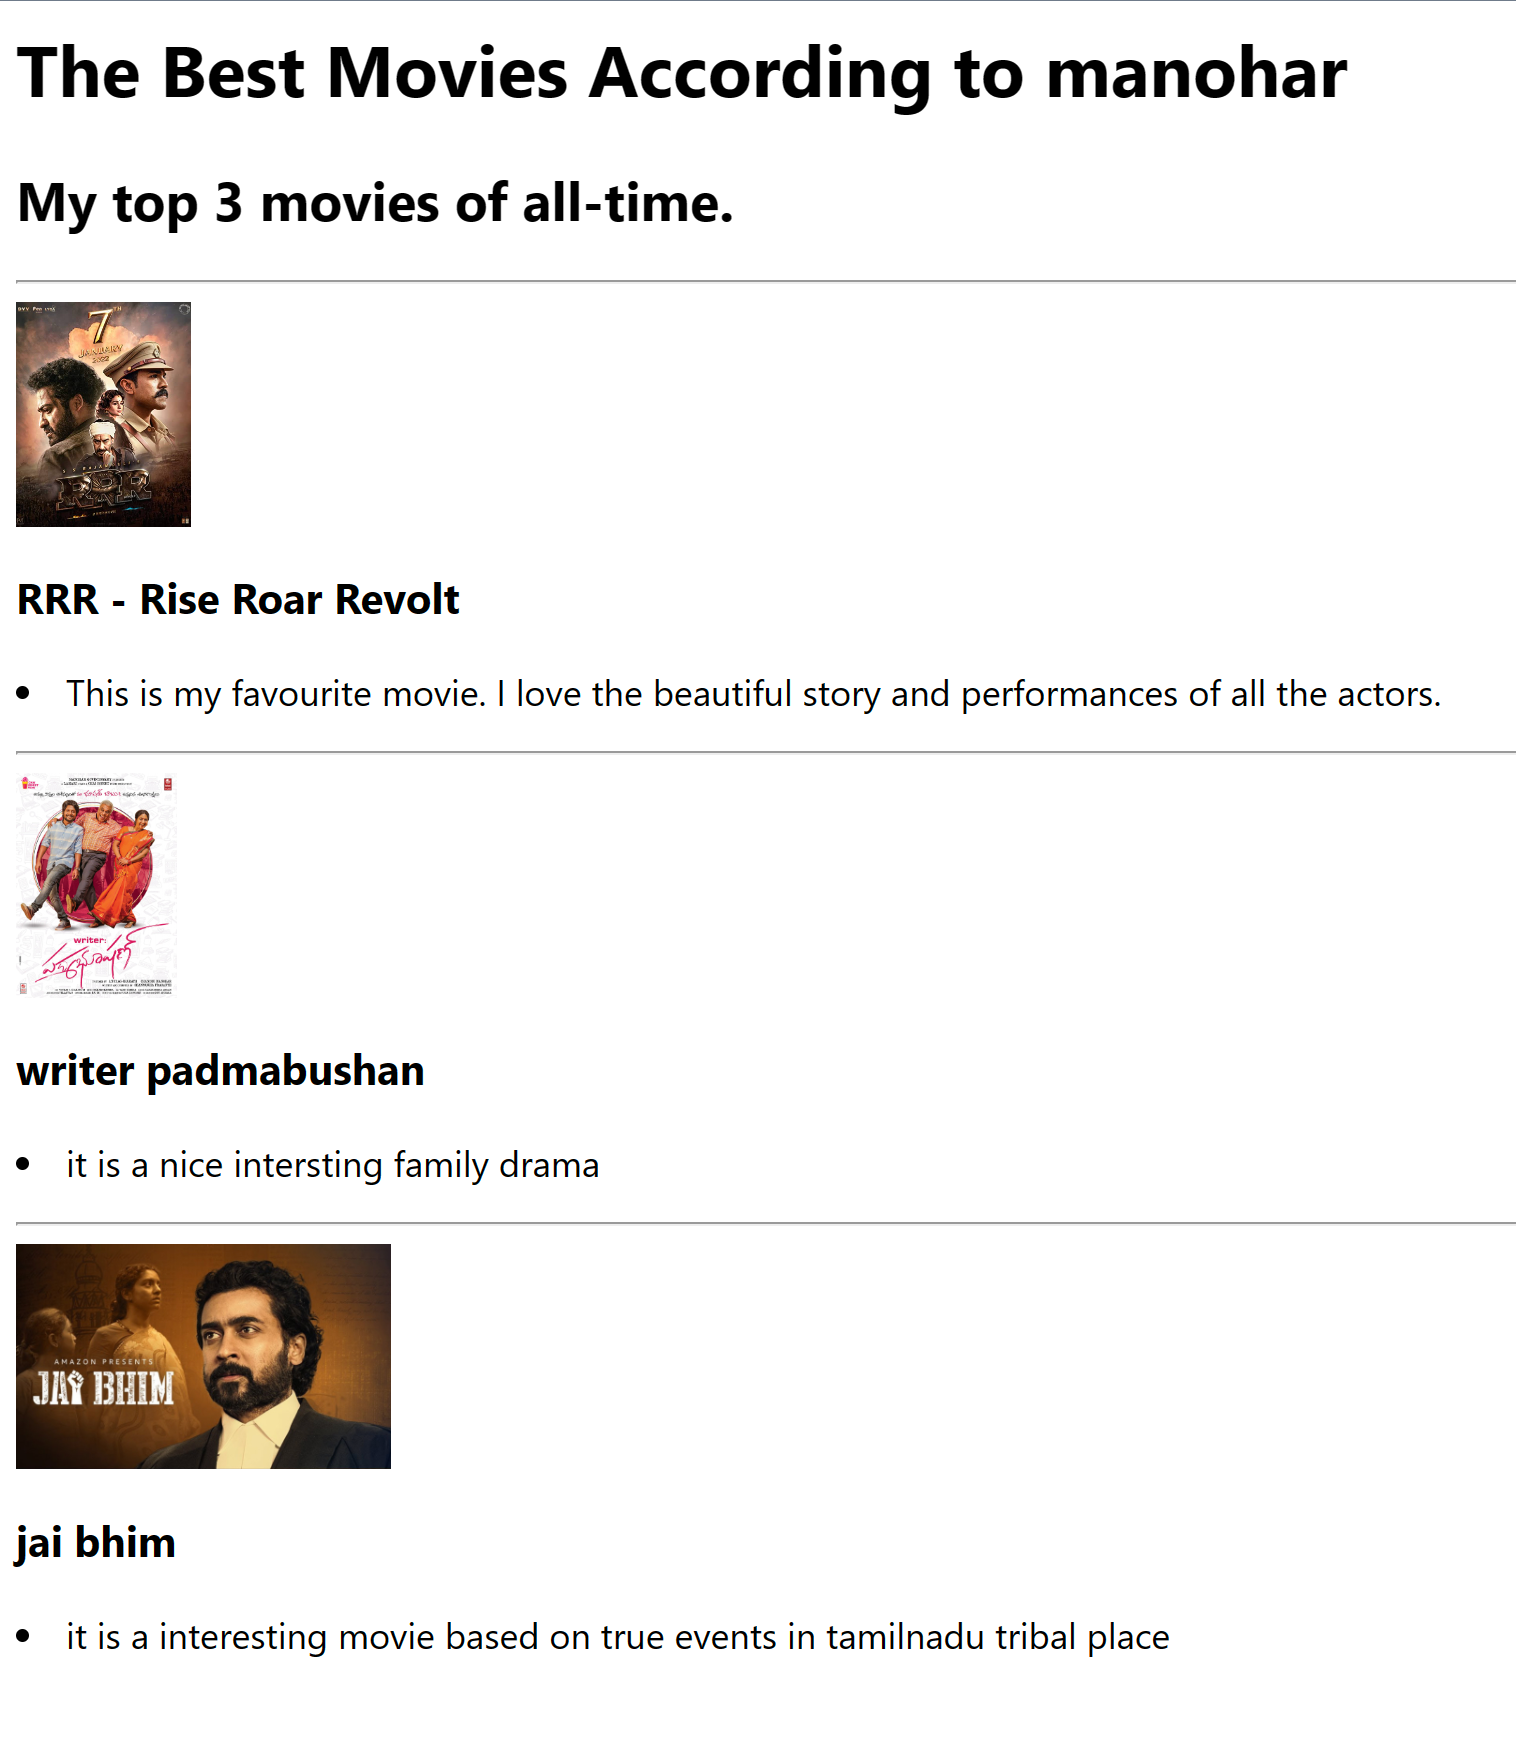 The Best Movies According to manohar
My top 3 movies of all-time.
7TH
JANUARY
2022
RRR
RRR - Rise Roar Revolt
• This is my favourite movie. I love the beautiful story and performances of all the actors.
writer:
పద్మభూషణ్
writer padmabushan
• it is a nice intersting family drama
AMAZON PRESENTS
JAI BHIM
jai bhim
• it is a interesting movie based on true events in tamilnadu tribal place